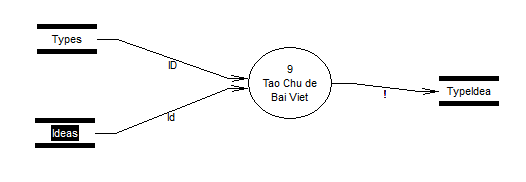 Types
ID
9
Tao Chu de
Bai Viet
!
TypeIdea
Id
Ideas